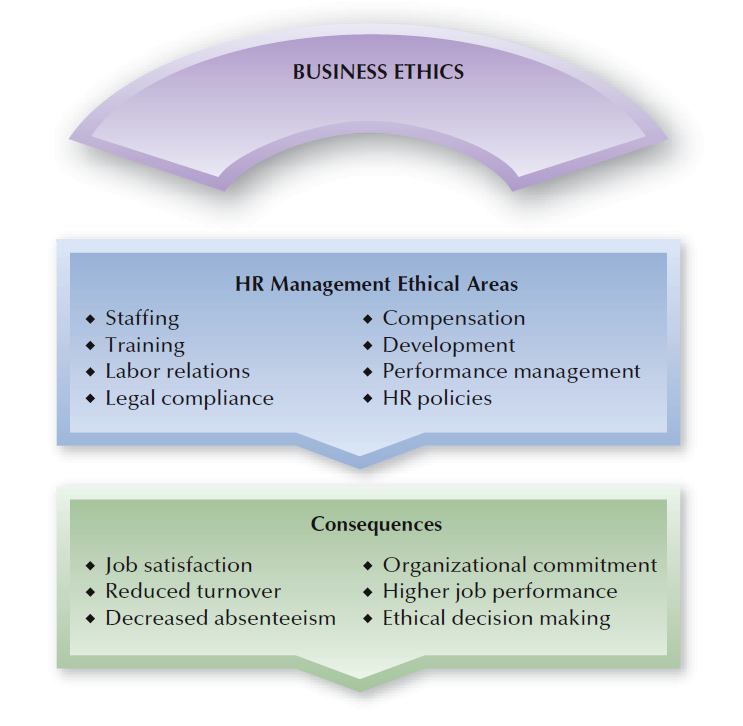 BUSINESS ETHICS
HR Management Ethical Areas
◆ Staffing
◆ Training
◆ Labor relations
◆ Legal compliance
◆ Compensation
◆ Development
◆ Performance management
◆ HR policies
Consequences
◆ Job satisfaction
◆ Reduced turnover
◆ Decreased absenteeism
◆ Organizational commitment
◆ Higher job performance
◆ Ethical decision making